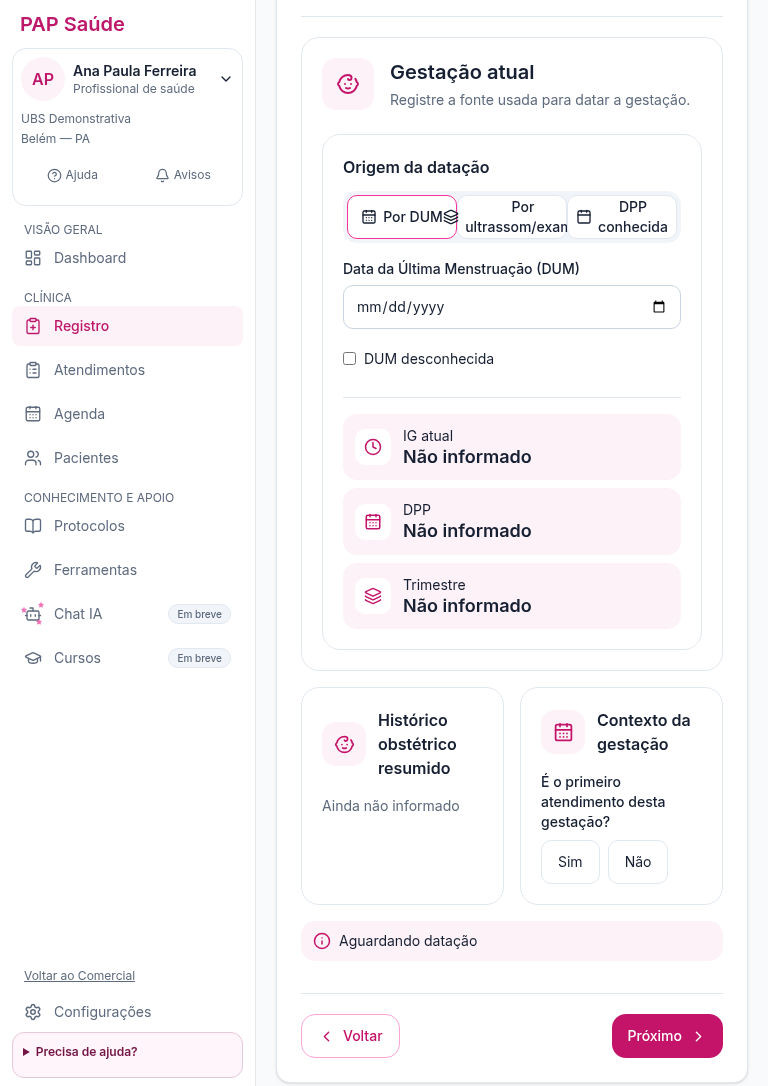 PAP Saúde
AP
Ana Paula Ferreira
Profissional de saúde
UBS Demonstrativa
Belém — PA
Ajuda
Avisos
VISÃO GERAL
Dashboard
CLÍNICA
Registro
Atendimentos
Agenda
Pacientes
CONHECIMENTO E APOIO
Protocolos
Ferramentas
Chat IA
Em breve
Cursos
Em breve
Voltar ao Comercial
Configurações
Precisa de ajuda?
Gestação atual
Registre a fonte usada para datar a gestação.
Origem da datação
Por DUM
Por
ultrassom/exam
DPP
conhecida
Data da Última Menstruação (DUM)
mm/dd/yyyy
DUM desconhecida
IG atual
Não informado
DPP
Não informado
Trimestre
Não informado
Histórico
obstétrico
resumido
Ainda não informado
Contexto da
gestação
É o primeiro
atendimento desta
gestação?
Sim
Não
Aguardando datação
Voltar
Próximo